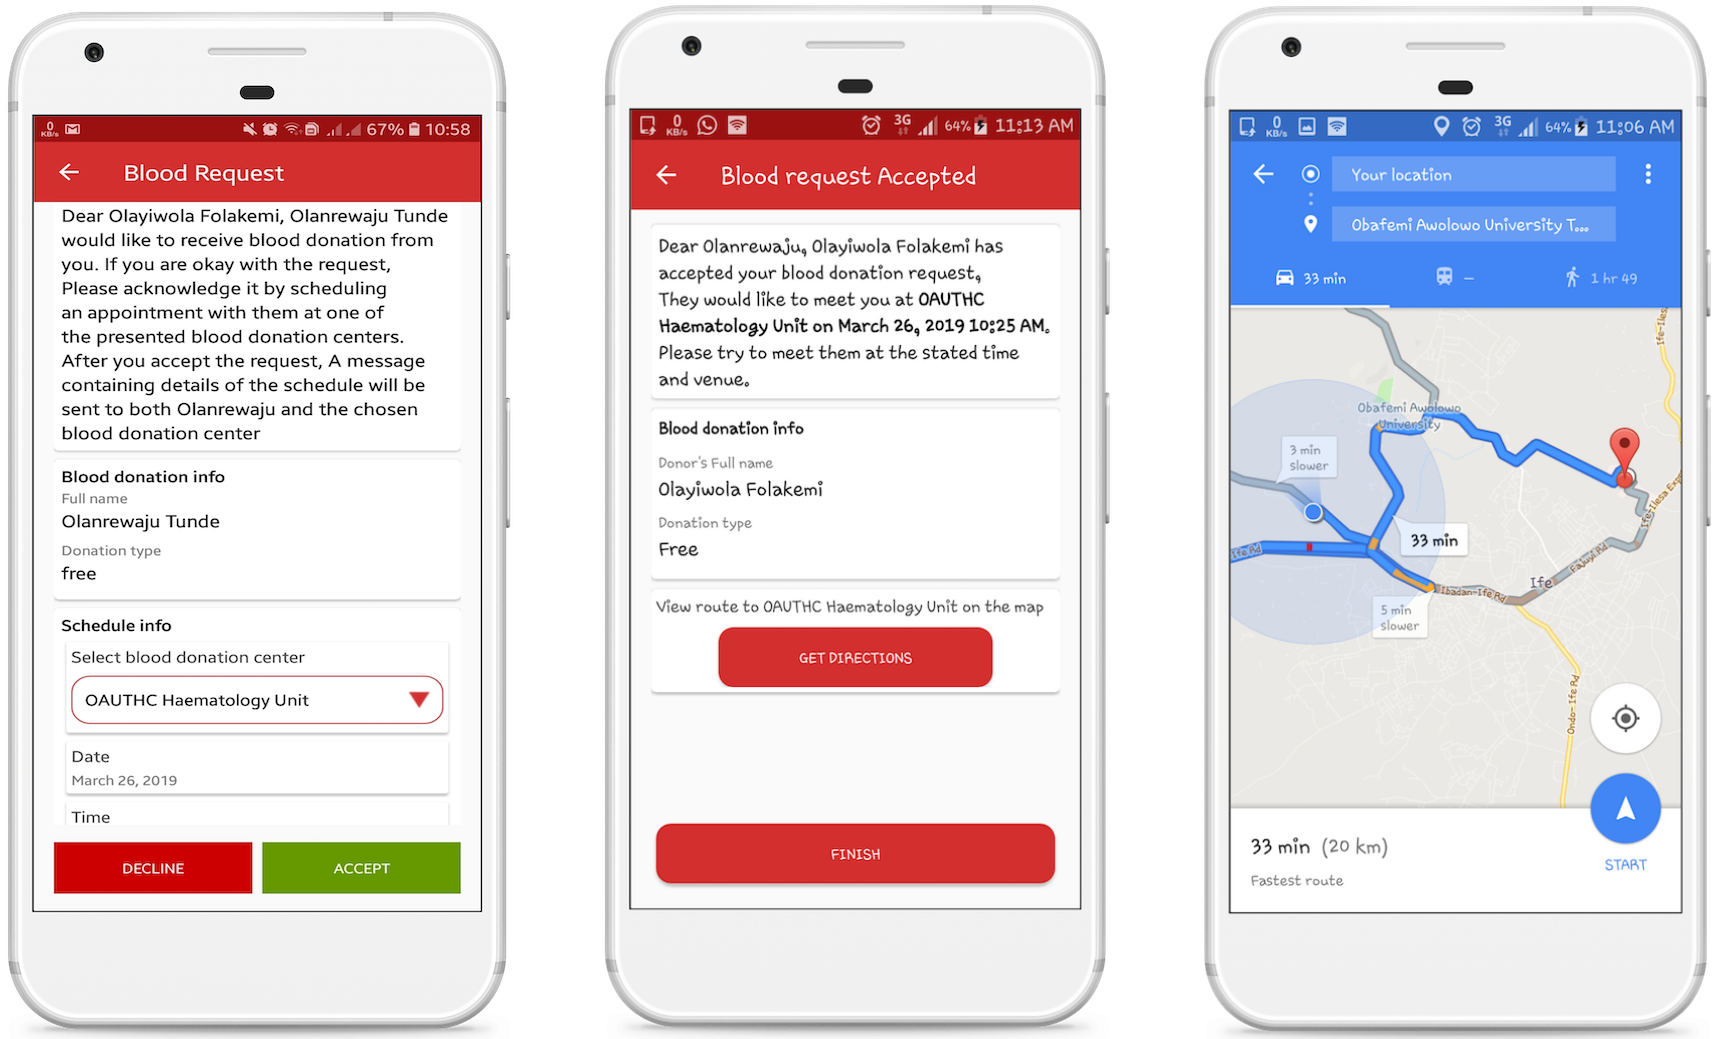 0
KB/s
67% 10:58
Blood Request
Dear Olayiwola Folakemi, Olanrewaju Tunde
would like to receive blood donation from
you. If you are okay with the request,
Please acknowledge it by scheduling
an appointment with them at one of
the presented blood donation centers.
After you accept the request, A message
containing details of the schedule will be
sent to both Olanrewaju and the chosen
blood donation center
Blood donation info
Full name
Olanrewaju Tunde
Donation type
free
Schedule info
Select blood donation center
OAUTHC Haematology Unit
Date
March 26, 2019
Time
DECLINE
ACCEPT
0
KB/s
3G 64% 11:13 AM
Blood request Accepted
Dear Olanrewaju, Olayiwola Folakemi has
accepted your blood donation request,
They would like to meet you at OAUTHC
Haematology Unit on March 26, 2019 10:25 AM.
Please try to meet them at the stated time
and venue.
Blood donation info
Donor's Full name
Olayiwola Folakemi
Donation type
Free
View route to OAUTHC Haematology Unit on the map
GET DIRECTIONS
FINISH
0
KB/s
3G 64% 11:06 AM
Your location
Obafemi Awolowo University T...
33 min
–
1 hr 49
Ife-Iles
Obafemi Awolowo
University
3 min
slower
33 min
Ife Rd
Ife-Ilesa Exp
Fajuyi Rd
Ife
Ibadan-Ife Rd
5 min
slower
Ondo-Ife Rd
33 min (20 km)
Fastest route
START